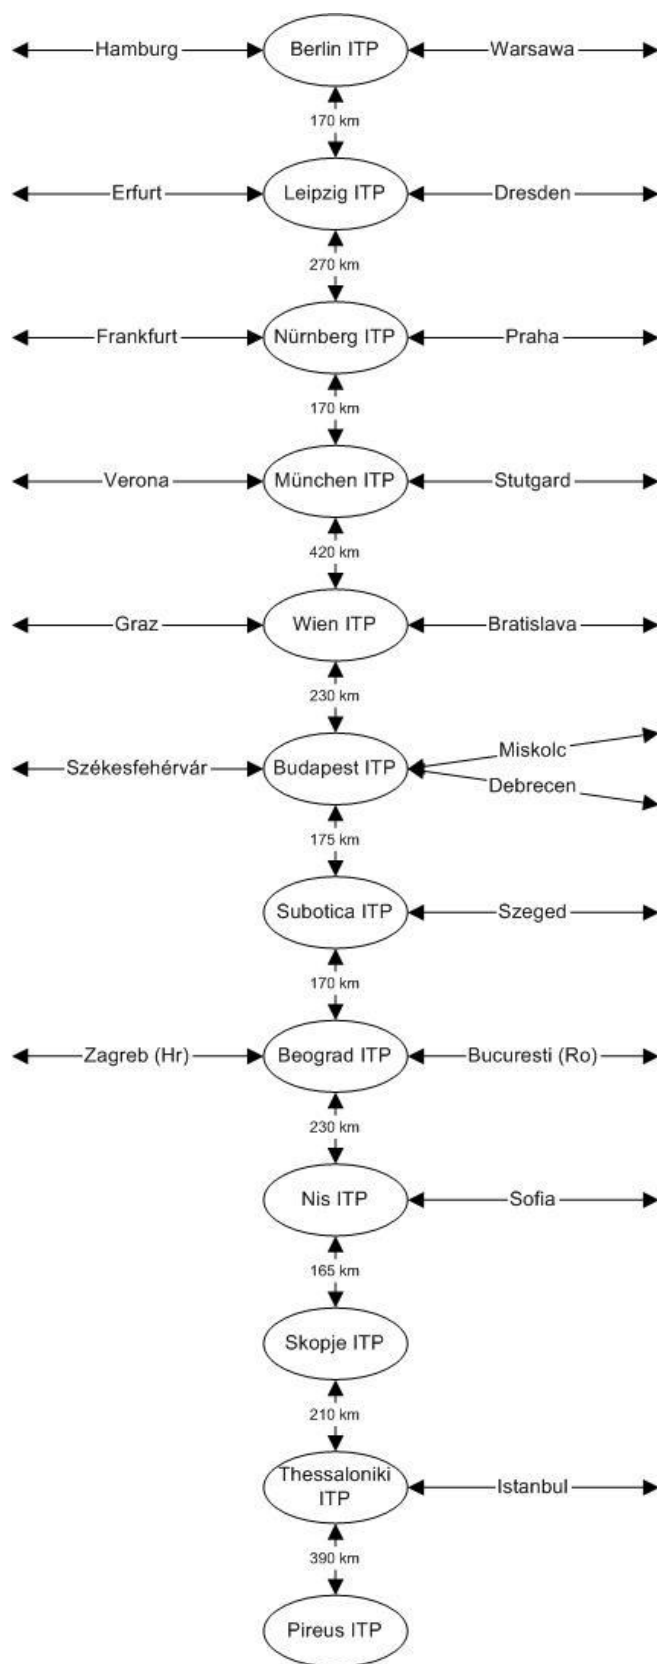 Hamburg Berlin ITP Warsawa
170 km
Erfurt Leipzig ITP Dresden
270 km
Frankfurt Nürnberg ITP Praha
170 km
Verona München ITP Stutgard
420 km
Graz Wien ITP Bratislava
230 km
Miskolc
Székesfehérvár Budapest ITP
Debrecen
175 km
Subotica ITP Szeged
170 km
Zagreb (Hr) Beograd ITP Bucuresti (Ro)
230 km
Nis ITP Sofia
165 km
Skopje ITP
210 km
Thessaloniki
ITP
Istanbul
390 km
Pireus ITP